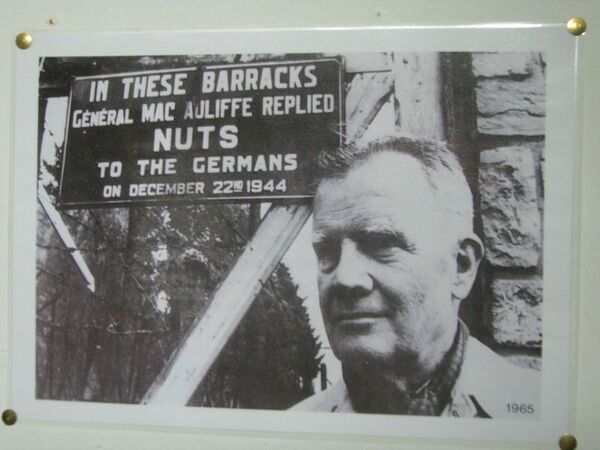 IN THESE BARRACKS
GÉNÉRAL MAC AULIFFE REPLIED
NUTS
TO THE GERMANS
ON DECEMBER 22ND 1944
1965